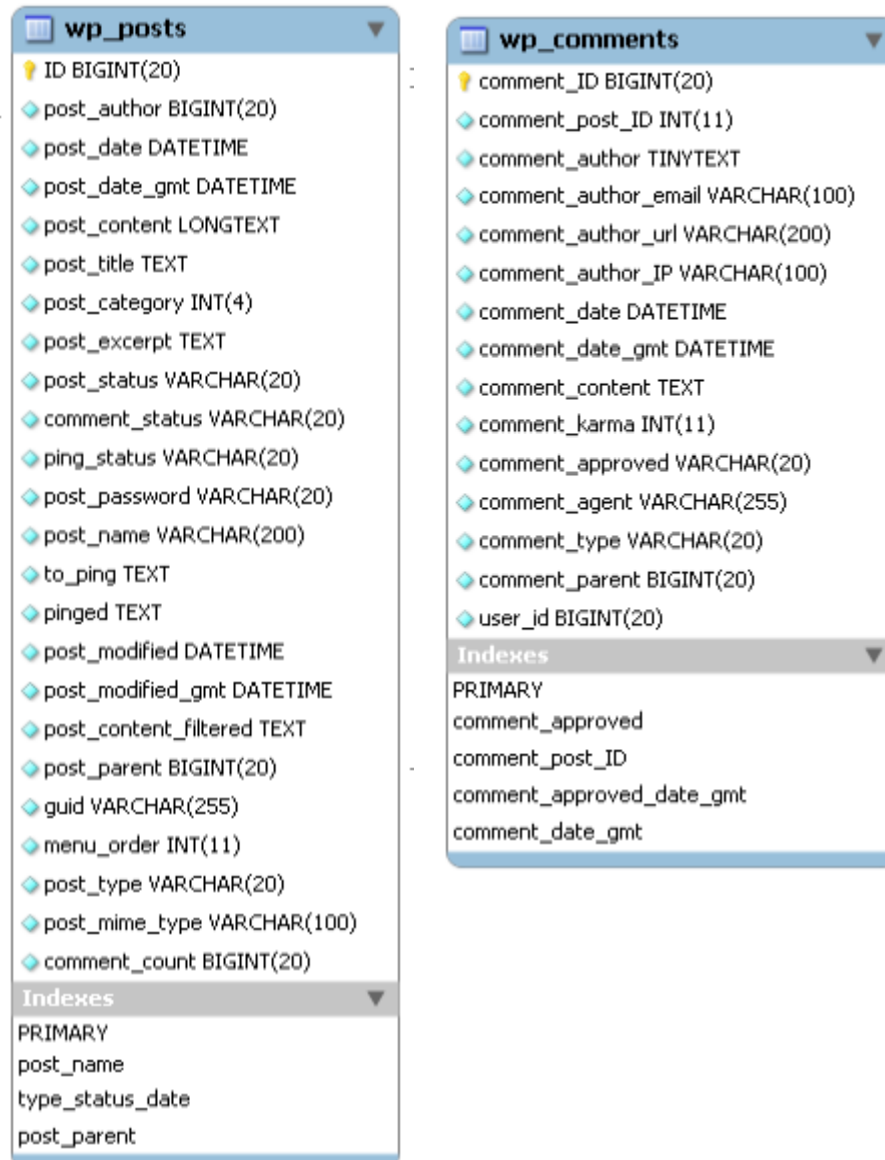 wp_posts
ID BIGINT(20)
post_author BIGINT(20)
post_date DATETIME
post_date_gmt DATETIME
post_content LONGTEXT
post_title TEXT
post_category INT(4)
post_excerpt TEXT
post_status VARCHAR(20)
comment_status VARCHAR(20)
ping_status VARCHAR(20)
post_password VARCHAR(20)
post_name VARCHAR(200)
to_ping TEXT
pinged TEXT
post_modified DATETIME
post_modified_gmt DATETIME
post_content_filtered TEXT
post_parent BIGINT(20)
guid VARCHAR(255)
menu_order INT(11)
post_type VARCHAR(20)
post_mime_type VARCHAR(100)
comment_count BIGINT(20)
Indexes
PRIMARY
post_name
type_status_date
post_parent
wp_comments
comment_ID BIGINT(20)
comment_post_ID INT(11)
comment_author TINYTEXT
comment_author_email VARCHAR(100)
comment_author_url VARCHAR(200)
comment_author_IP VARCHAR(100)
comment_date DATETIME
comment_date_gmt DATETIME
comment_content TEXT
comment_karma INT(11)
comment_approved VARCHAR(20)
comment_agent VARCHAR(255)
comment_type VARCHAR(20)
comment_parent BIGINT(20)
user_id BIGINT(20)
Indexes
PRIMARY
comment_approved
comment_post_ID
comment_approved_date_gmt
comment_date_gmt